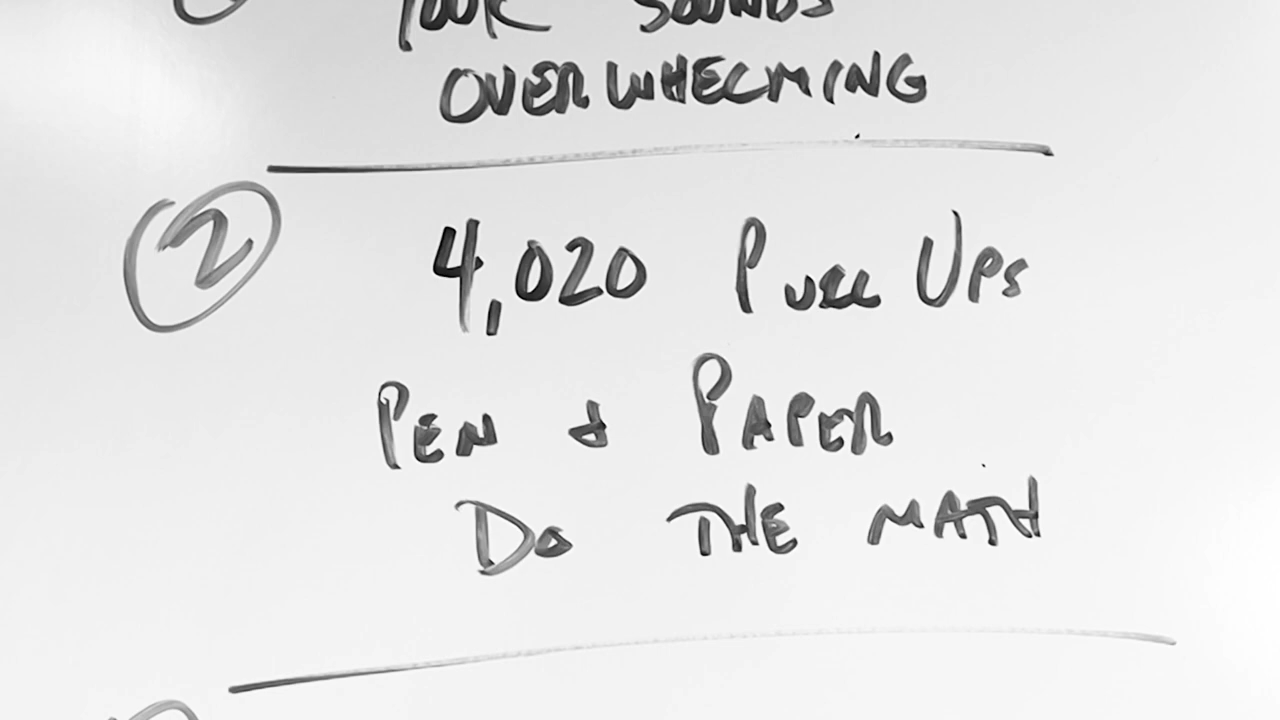 YOUR SOUNDS
OVERWHELMING
2
4,020 PULL UPS
PEN & PAPER
DO THE MATH